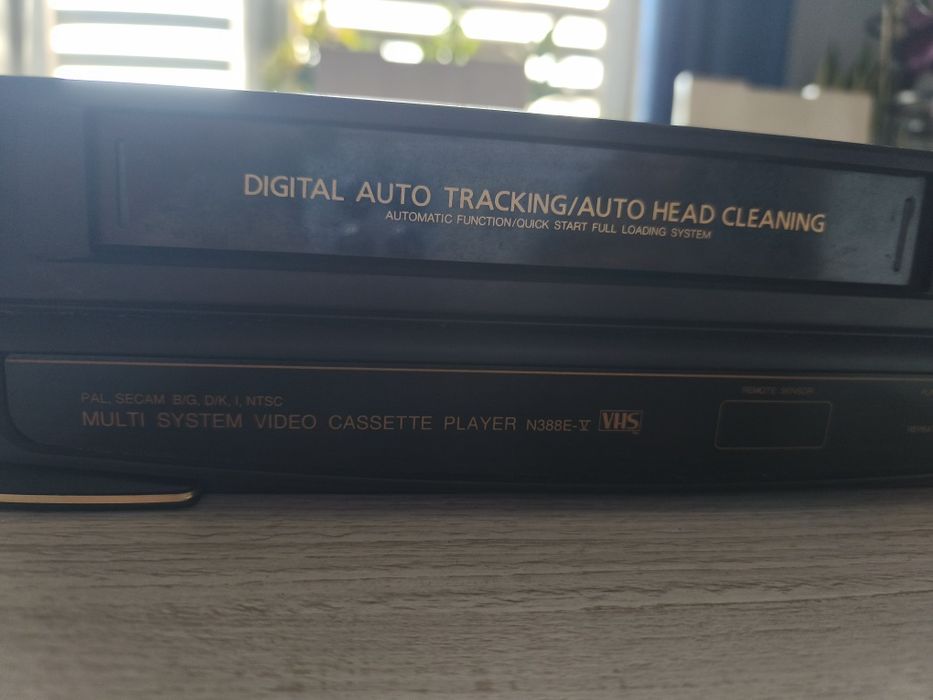 DIGITAL AUTO TRACKING/AUTO HEAD CLEANING
AUTOMATIC FUNCTION/QUICK START FULL LOADING SYSTEM
PAL, SECAM B/G, D/K, I, NTSC
MULTI SYSTEM VIDEO CASSETTE PLAYER N388E-V VHS
REMOTE SENSOR